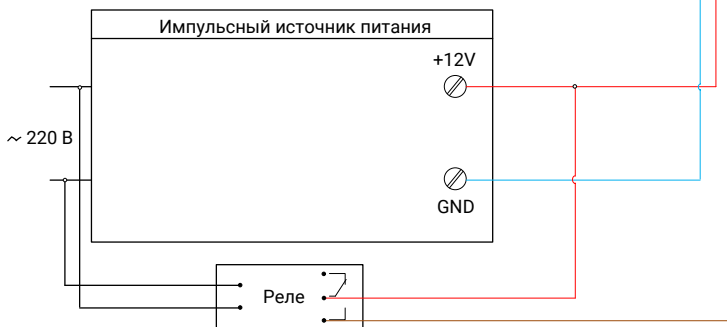 Импульсный источник питания
+12V
~ 220 В
GND
Реле